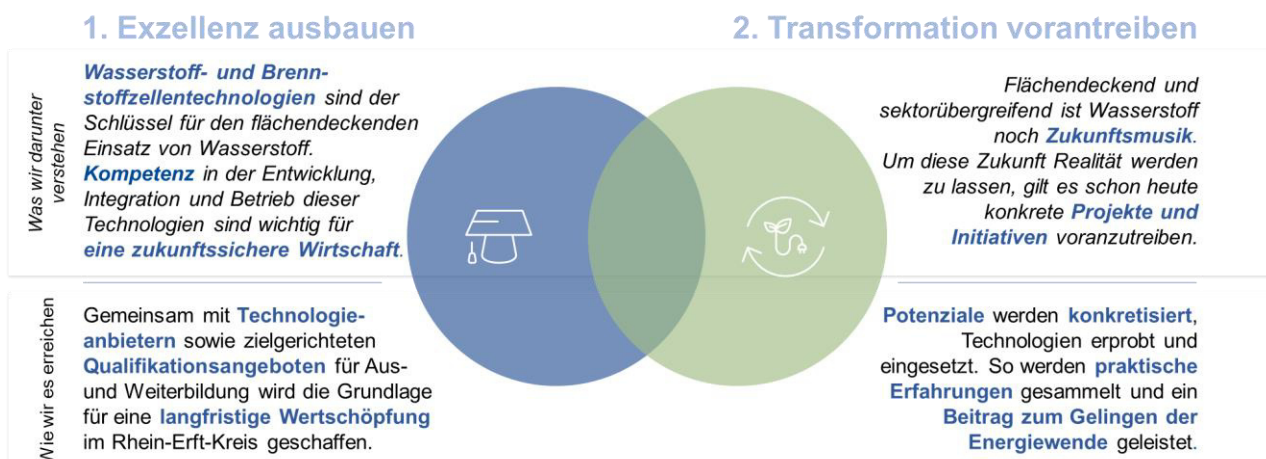 1. Exzellenz ausbauen
2. Transformation vorantreiben
Was wir darunter
verstehen
Wasserstoff- und Brenn-
stoffzellentechnologien sind der
Schlüssel für den flächendeckenden
Einsatz von Wasserstoff.
Kompetenz in der Entwicklung,
Integration und Betrieb dieser
Technologien sind wichtig für
eine zukunftssichere Wirtschaft.
Flächendeckend und
sektorübergreifend ist Wasserstoff
noch Zukunftsmusik.
Um diese Zukunft Realität werden
zu lassen, gilt es schon heute
konkrete Projekte und
Initiativen voranzutreiben.
Wie wir es erreichen
Gemeinsam mit Technologie-
anbietern sowie zielgerichteten
Qualifikationsangeboten für Aus-
und Weiterbildung wird die Grundlage
für eine langfristige Wertschöpfung
im Rhein-Erft-Kreis geschaffen.
Potenziale werden konkretisiert,
Technologien erprobt und
eingesetzt. So werden praktische
Erfahrungen gesammelt und ein
Beitrag zum Gelingen der
Energiewende geleistet.